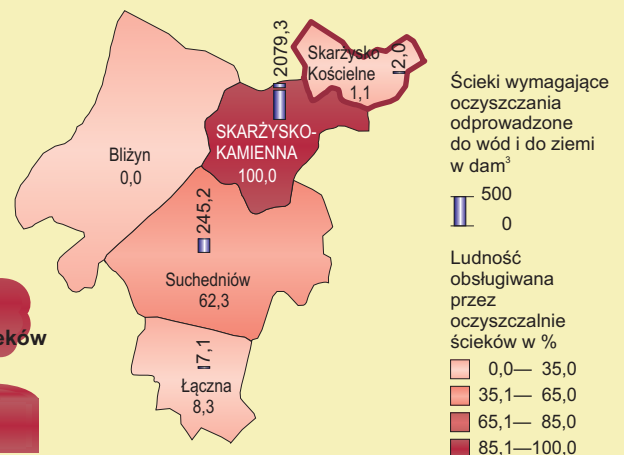 2079,3
Skarżysko
Kościelne
1,1
2,0
SKARŻYSKO-
KAMIENNA
100,0
Bliżyn
0,0
245,2
Suchedniów
62,3
7,1
Łączna
8,3
ieków
Ścieki wymagające
oczyszczania
odprowadzone
do wód i do ziemi
w dam³
500
0
Ludność
obsługiwana
przez
oczyszczalnie
ścieków w %
0,0— 35,0
35,1— 65,0
65,1— 85,0
85,1—100,0